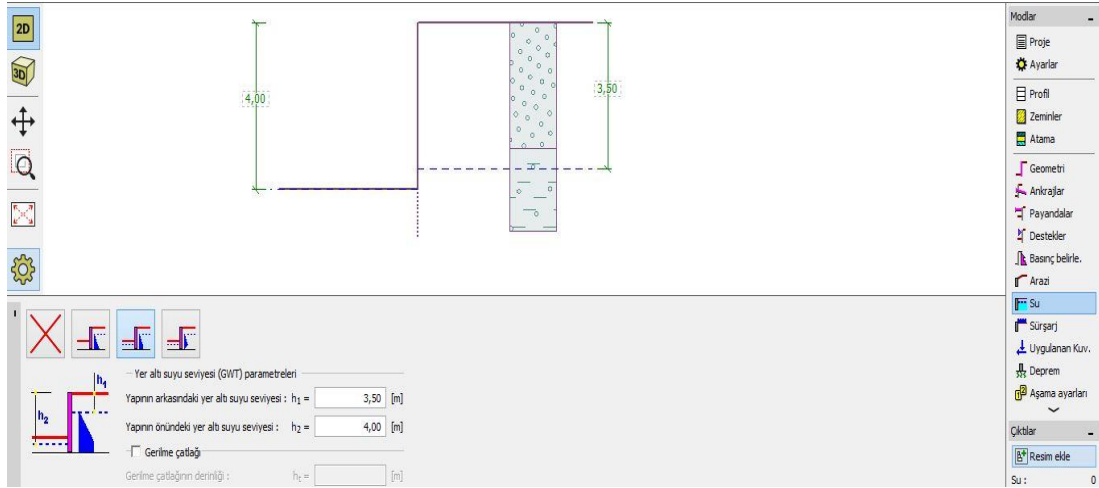 2D
3D
4,00
3,50
Modlar
Proje
Ayarlar
Profil
Zeminler
Atama
Geometri
Ankrajlar
Payandalar
Destekler
Basınç belirle.
Arazi
Su
Sürşarj
Uygulanan Kuv.
Deprem
Aşama ayarları
Çıktılar
Resim ekle
Su : 0
h1
h2
Yer altı suyu seviyesi (GWT) parametreleri
Yapının arkasındaki yer altı suyu seviyesi : h1 = 3,50 [m]
Yapının önündeki yer altı suyu seviyesi : h2 = 4,00 [m]
Gerilme çatlağı
Gerilme çatlağının derinliği : ht = [m]